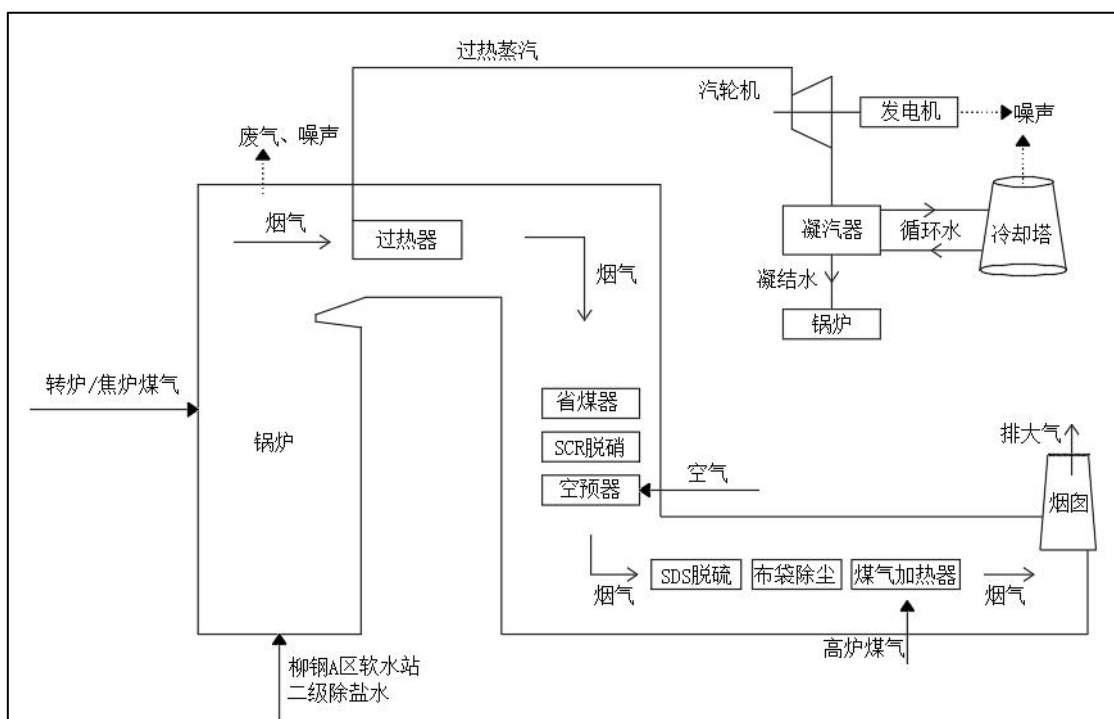 过热蒸汽
汽轮机
发电机
噪声
废气、噪声
烟气
过热器
烟气
凝汽器
循环水
冷却塔
凝结水
锅炉
转炉/焦炉煤气
锅炉
省煤器
SCR脱硝
空预器
空气
排大气
烟囱
烟气
SDS脱硫
布袋除尘
煤气加热器
烟气
高炉煤气
柳钢A区软水站
二级除盐水